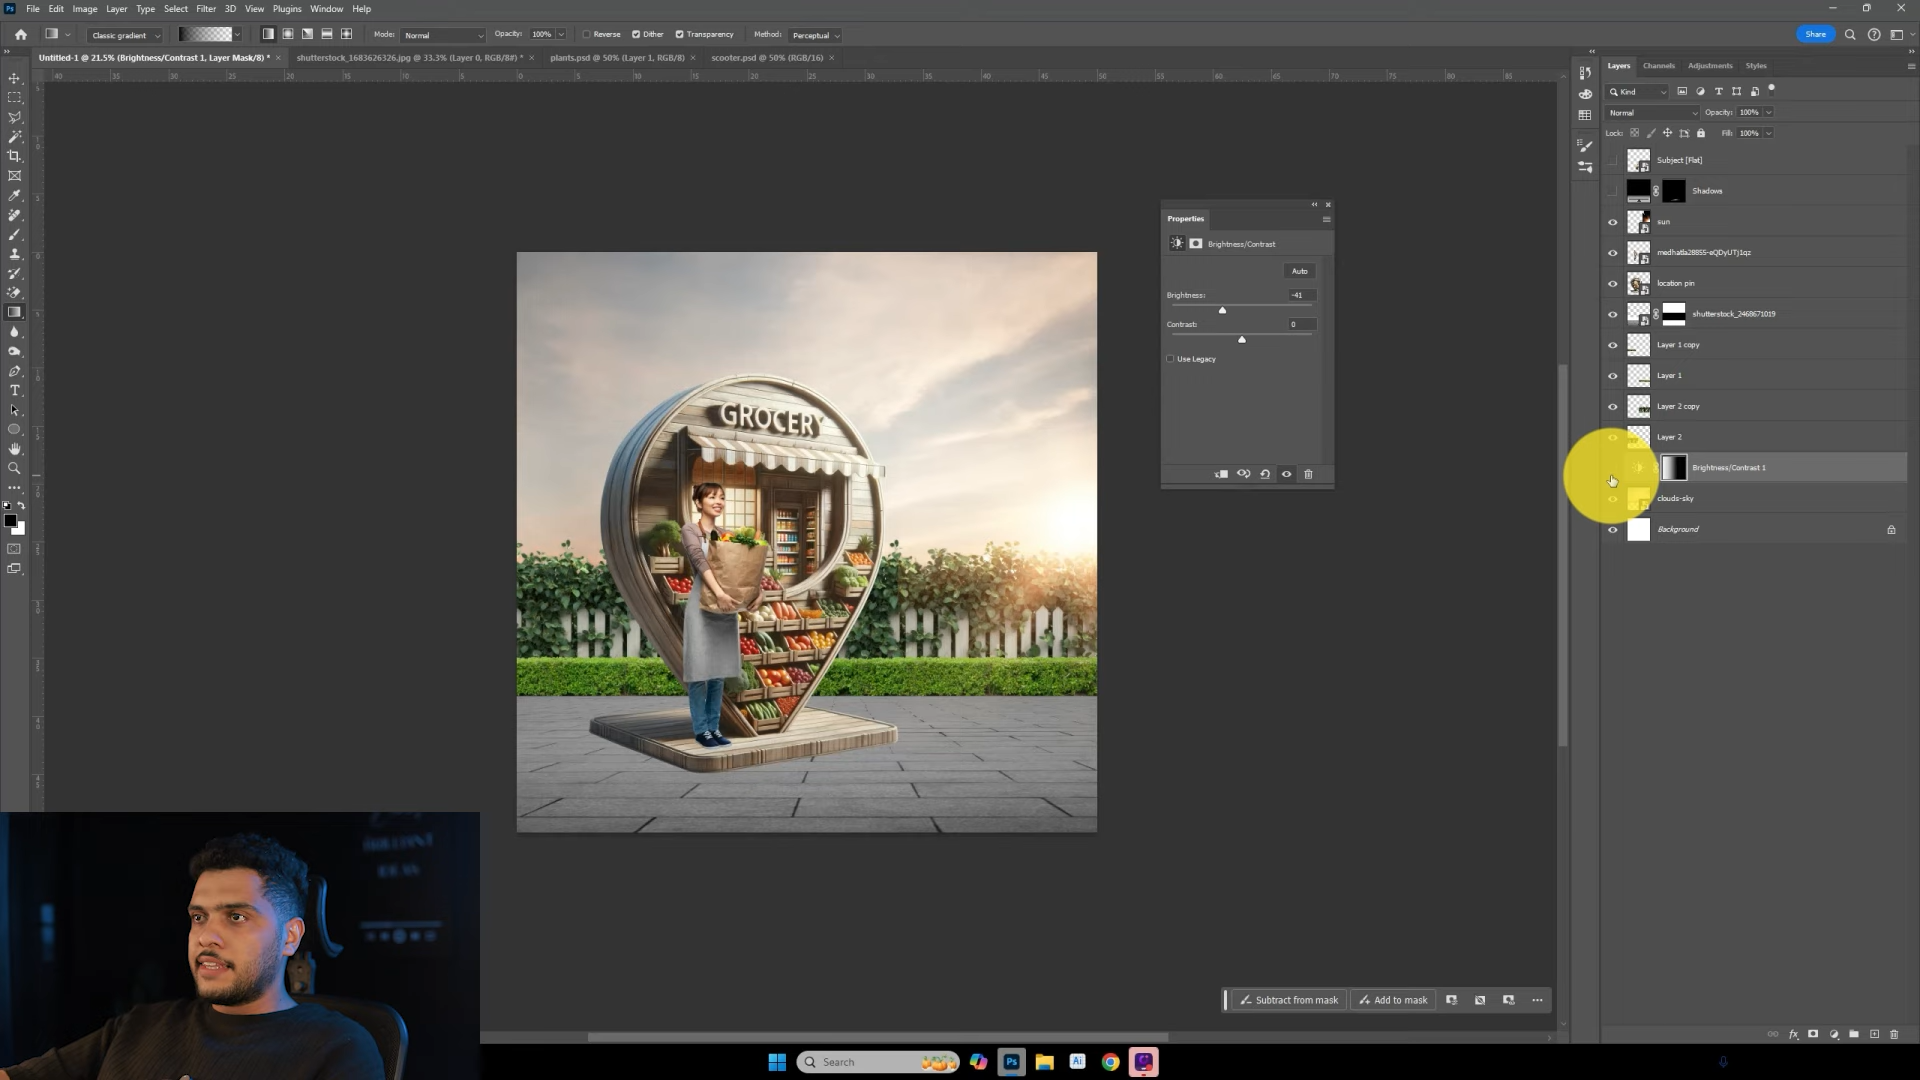 File Edit Image Layer Type Select Filter 3D View Plugins Window Help
Classic gradient Mode: Normal Opacity: 100% Reverse Dither Transparency Method: Perceptual Share
Untitled-1 @ 21.5% (Brightness/Contrast 1, Layer Mask/8) * × shutterstock_1683626326.jpg @ 33.3% (Layer 0, RGB/8#) * × plants.psd @ 50% (Layer 1, RGB/8) × scooter.psd @ 50% (RGB/16) ×
Layers Channels Adjustments Styles
Kind
Normal Opacity: 100%
Lock: Fill: 100%
Subject [Flat]
Shadows
sun
medhatla28855-eQDyUTj1qz
location pin
shutterstock_2468671019
Layer 1 copy
Layer 1
Layer 2 copy
Layer 2
Brightness/Contrast 1
clouds-sky
Background
Properties
Brightness/Contrast
Auto
Brightness: -41
Contrast: 0
Use Legacy
GROCERY
Subtract from mask Add to mask
Search
Ps Ai